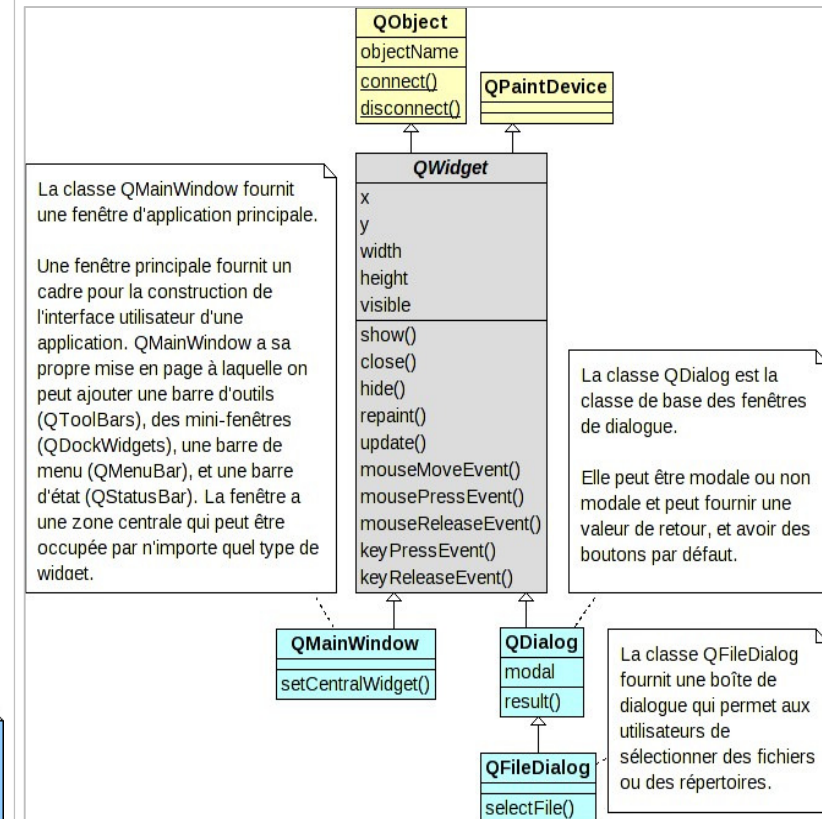 QObject
objectName
connect()
disconnect()
QPaintDevice
QWidget
x
y
width
height
visible
show()
close()
hide()
repaint()
update()
mouseMoveEvent()
mousePressEvent()
mouseReleaseEvent()
keyPressEvent()
keyReleaseEvent()
La classe QMainWindow fournit
une fenêtre d'application principale.
Une fenêtre principale fournit un
cadre pour la construction de
l'interface utilisateur d'une
application. QMainWindow a sa
propre mise en page à laquelle on
peut ajouter une barre d'outils
(QToolBars), des mini-fenêtres
(QDockWidgets), une barre de
menu (QMenuBar), et une barre
d'état (QStatusBar). La fenêtre a
une zone centrale qui peut être
occupée par n'importe quel type de
widget.
La classe QDialog est la
classe de base des fenêtres
de dialogue.
Elle peut être modale ou non
modale et peut fournir une
valeur de retour, et avoir des
boutons par défaut.
QMainWindow
setCentralWidget()
QDialog
modal
result()
La classe QFileDialog
fournit une boîte de
dialogue qui permet aux
utilisateurs de
sélectionner des fichiers
ou des répertoires.
QFileDialog
selectFile()